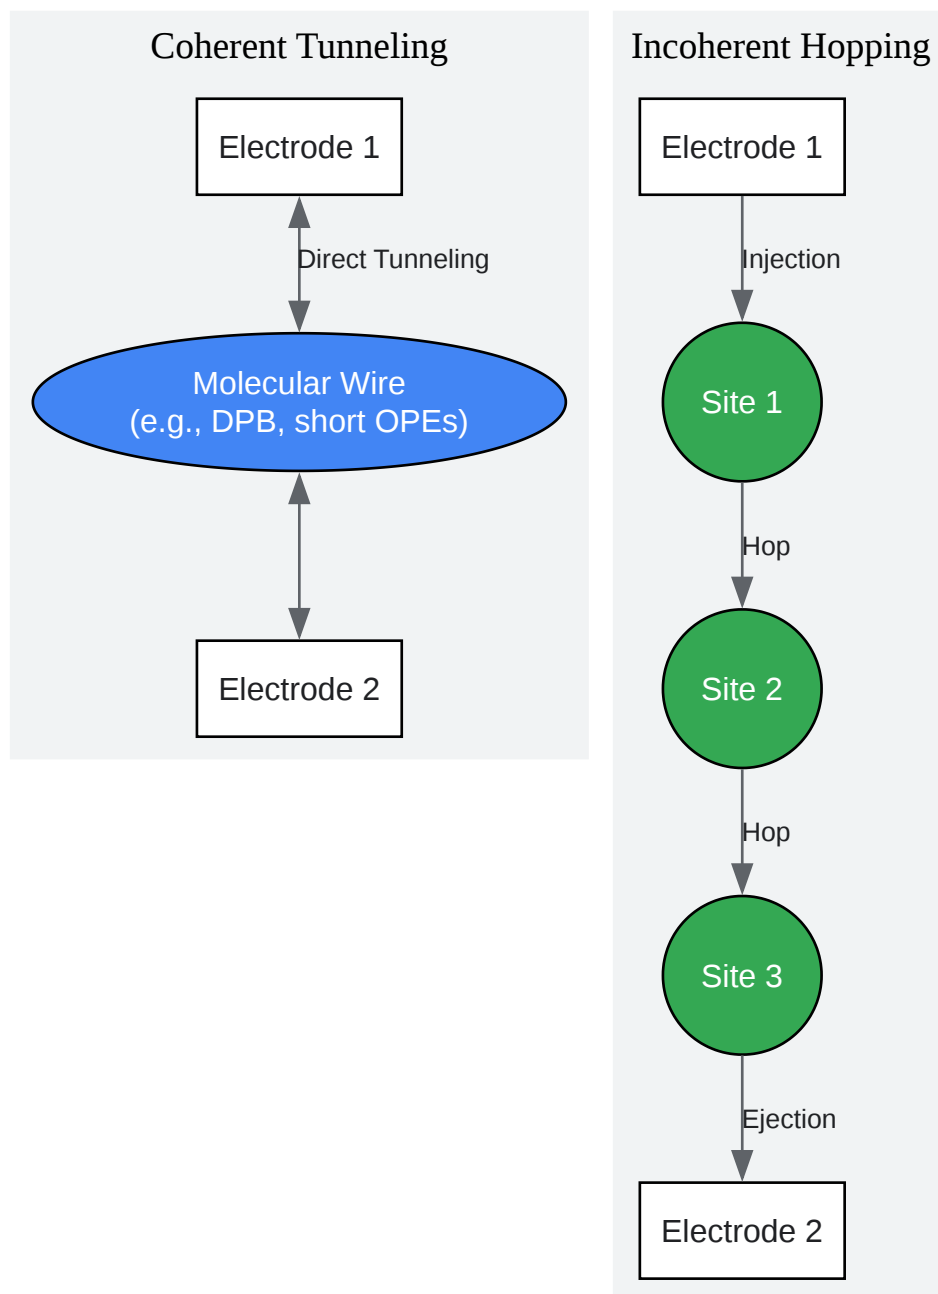 Coherent Tunneling
Electrode 1
Direct Tunneling
Molecular Wire
(e.g., DPB, short OPEs)
Electrode 2
Incoherent Hopping
Electrode 1
Injection
Site 1
Hop
Site 2
Hop
Site 3
Ejection
Electrode 2